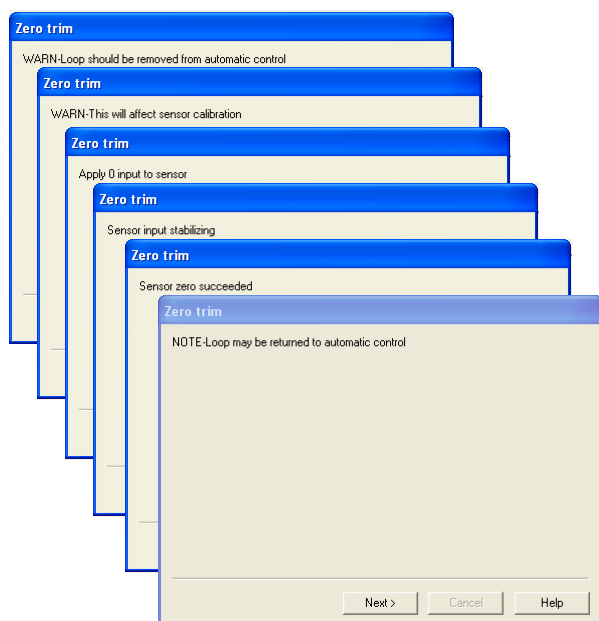 Zero trim
WARN-Loop should be removed from automatic control
Zero trim
WARN-This will affect sensor calibration
Zero trim
Apply 0 input to sensor
Zero trim
Sensor input stabilizing
Zero trim
Sensor zero succeeded
Zero trim
NOTE-Loop may be returned to automatic control
Next >
Cancel
Help